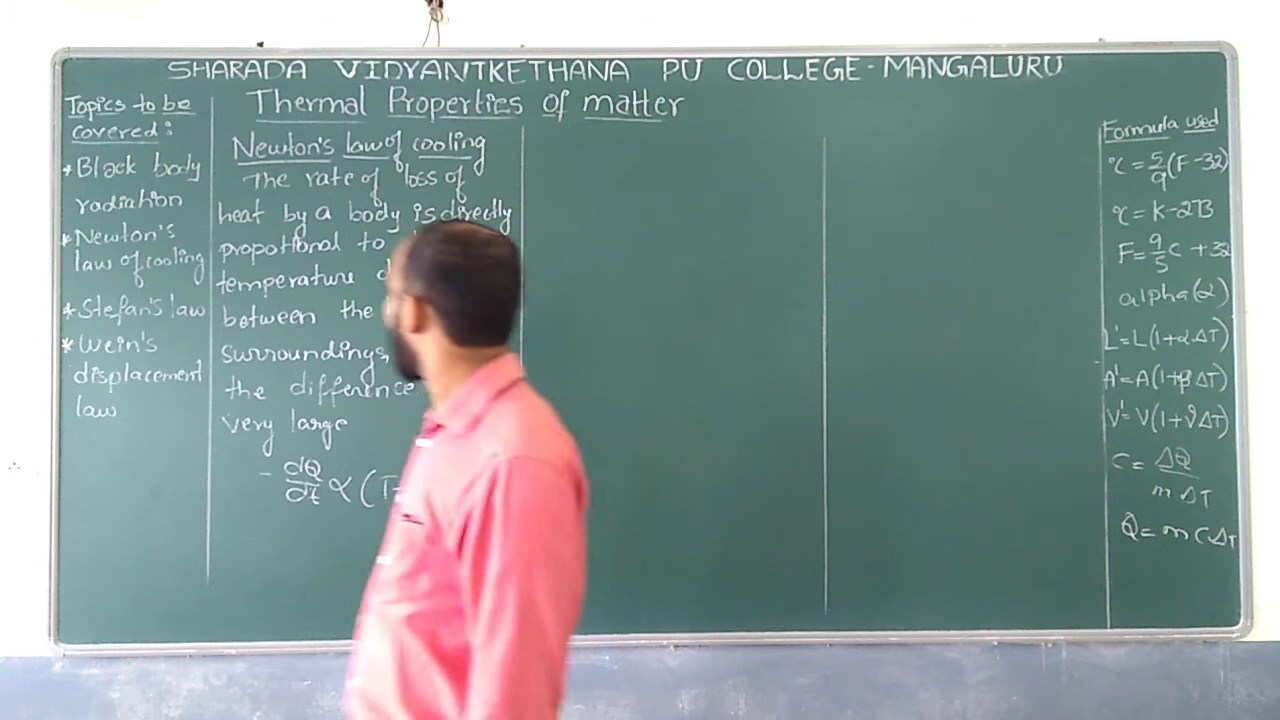 SHARADA VIDYANIKETHANA PU COLLEGE - MANGALURU
Thermal Properties of matter
Topics to be
covered:
* Black body
radiation
* Newton's
law of cooling
* Stefan's law
* Wein's
displacement
law
Newton's law of cooling
The rate of loss of
heat by a body is directly
propotional to
temperature
between the
surroundings,
the difference
very large
- dQ/dt ∝ (T-
Formula used
°C = 5/9 (F-32)
°C = K-273
F = 9/5 C + 32
alpha(α)
L' = L(1+αΔT)
A' = A(1+βΔT)
V' = V(1+γΔT)
C = ΔQ / mΔT
Q = mCΔT